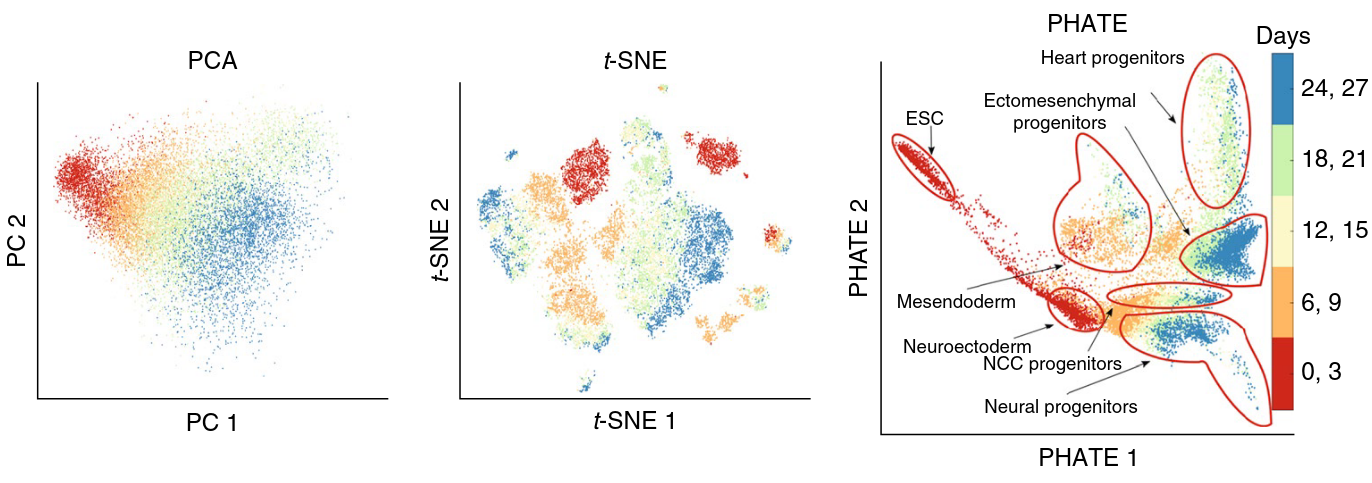 PCA
PC 2
PC 1
t-SNE
t-SNE 2
t-SNE 1
PHATE
Heart progenitors
Ectomesenchymal
progenitors
ESC
Mesendoderm
Neuroectoderm
NCC progenitors
Neural progenitors
PHATE 2
PHATE 1
Days
24, 27
18, 21
12, 15
6, 9
0, 3